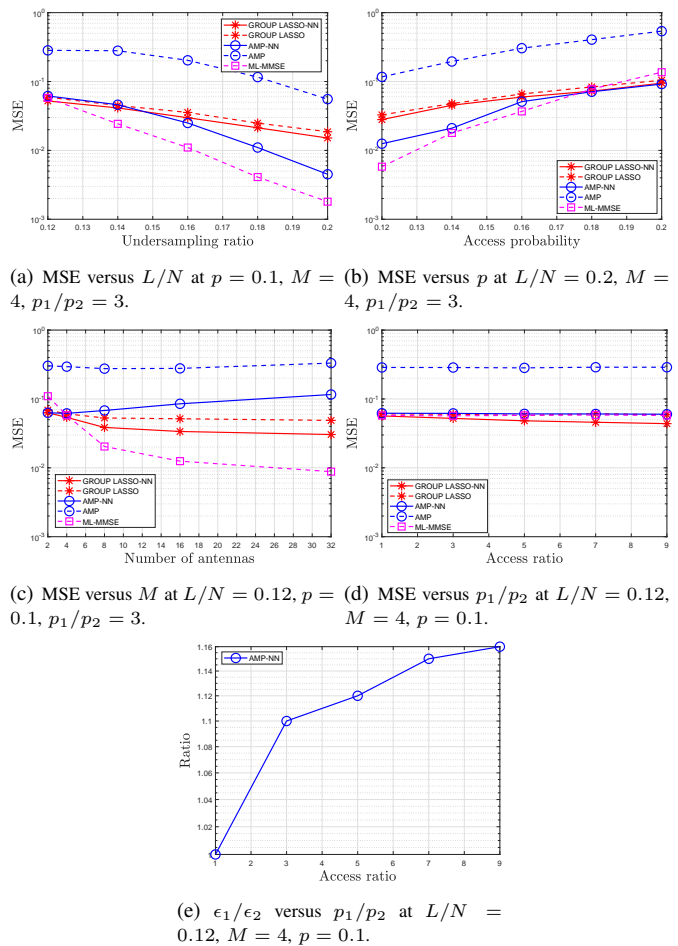 10^0
10^-1
10^-2
10^-3
MSE
GROUP LASSO-NN
GROUP LASSO
AMP-NN
AMP
ML-MMSE
0.12 0.13 0.14 0.15 0.16 0.17 0.18 0.19 0.2
Undersampling ratio
10^0
10^-1
10^-2
10^-3
MSE
GROUP LASSO-NN
GROUP LASSO
AMP-NN
AMP
ML-MMSE
0.12 0.13 0.14 0.15 0.16 0.17 0.18 0.19 0.2
Access probability
(a) MSE versus L/N at p = 0.1, M =
4, p₁/p₂ = 3.
(b) MSE versus p at L/N = 0.2, M =
4, p₁/p₂ = 3.
10^0
10^-1
10^-2
10^-3
MSE
GROUP LASSO-NN
GROUP LASSO
AMP-NN
AMP
ML-MMSE
2 4 6 8 10 12 14 16 18 20 22 24 26 28 30 32
Number of antennas
10^0
10^-1
10^-2
10^-3
MSE
GROUP LASSO-NN
GROUP LASSO
AMP-NN
AMP
ML-MMSE
1 2 3 4 5 6 7 8 9
Access ratio
(c) MSE versus M at L/N = 0.12, p =
0.1, p₁/p₂ = 3.
(d) MSE versus p₁/p₂ at L/N = 0.12,
M = 4, p = 0.1.
1.16
1.14
1.12
1.1
1.08
1.06
1.04
1.02
1
Ratio
AMP-NN
1 2 3 4 5 6 7 8 9
Access ratio
(e) ϵ₁/ϵ₂ versus p₁/p₂ at L/N =
0.12, M = 4, p = 0.1.